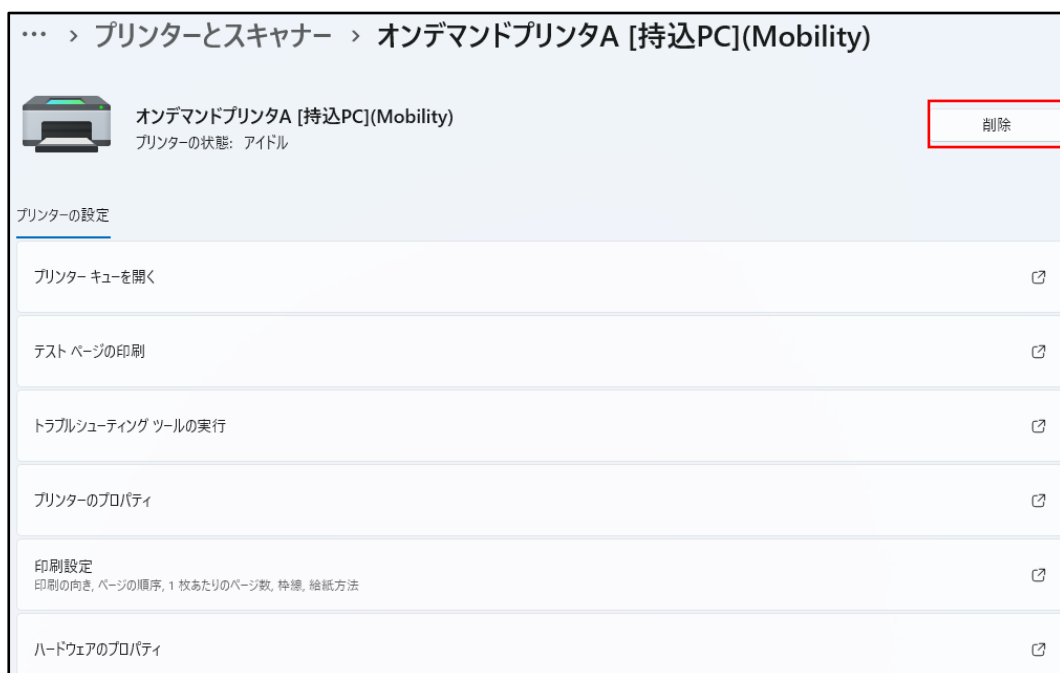 … > プリンターとスキャナー > オンデマンドプリンタA [持込PC](Mobility)
オンデマンドプリンタA [持込PC](Mobility)
プリンターの状態: アイドル
削除
プリンターの設定
プリンター キューを開く
テスト ページの印刷
トラブルシューティング ツールの実行
プリンターのプロパティ
印刷設定
印刷の向き, ページの順序, 1 枚あたりのページ数, 枠線, 給紙方法
ハードウェアのプロパティ